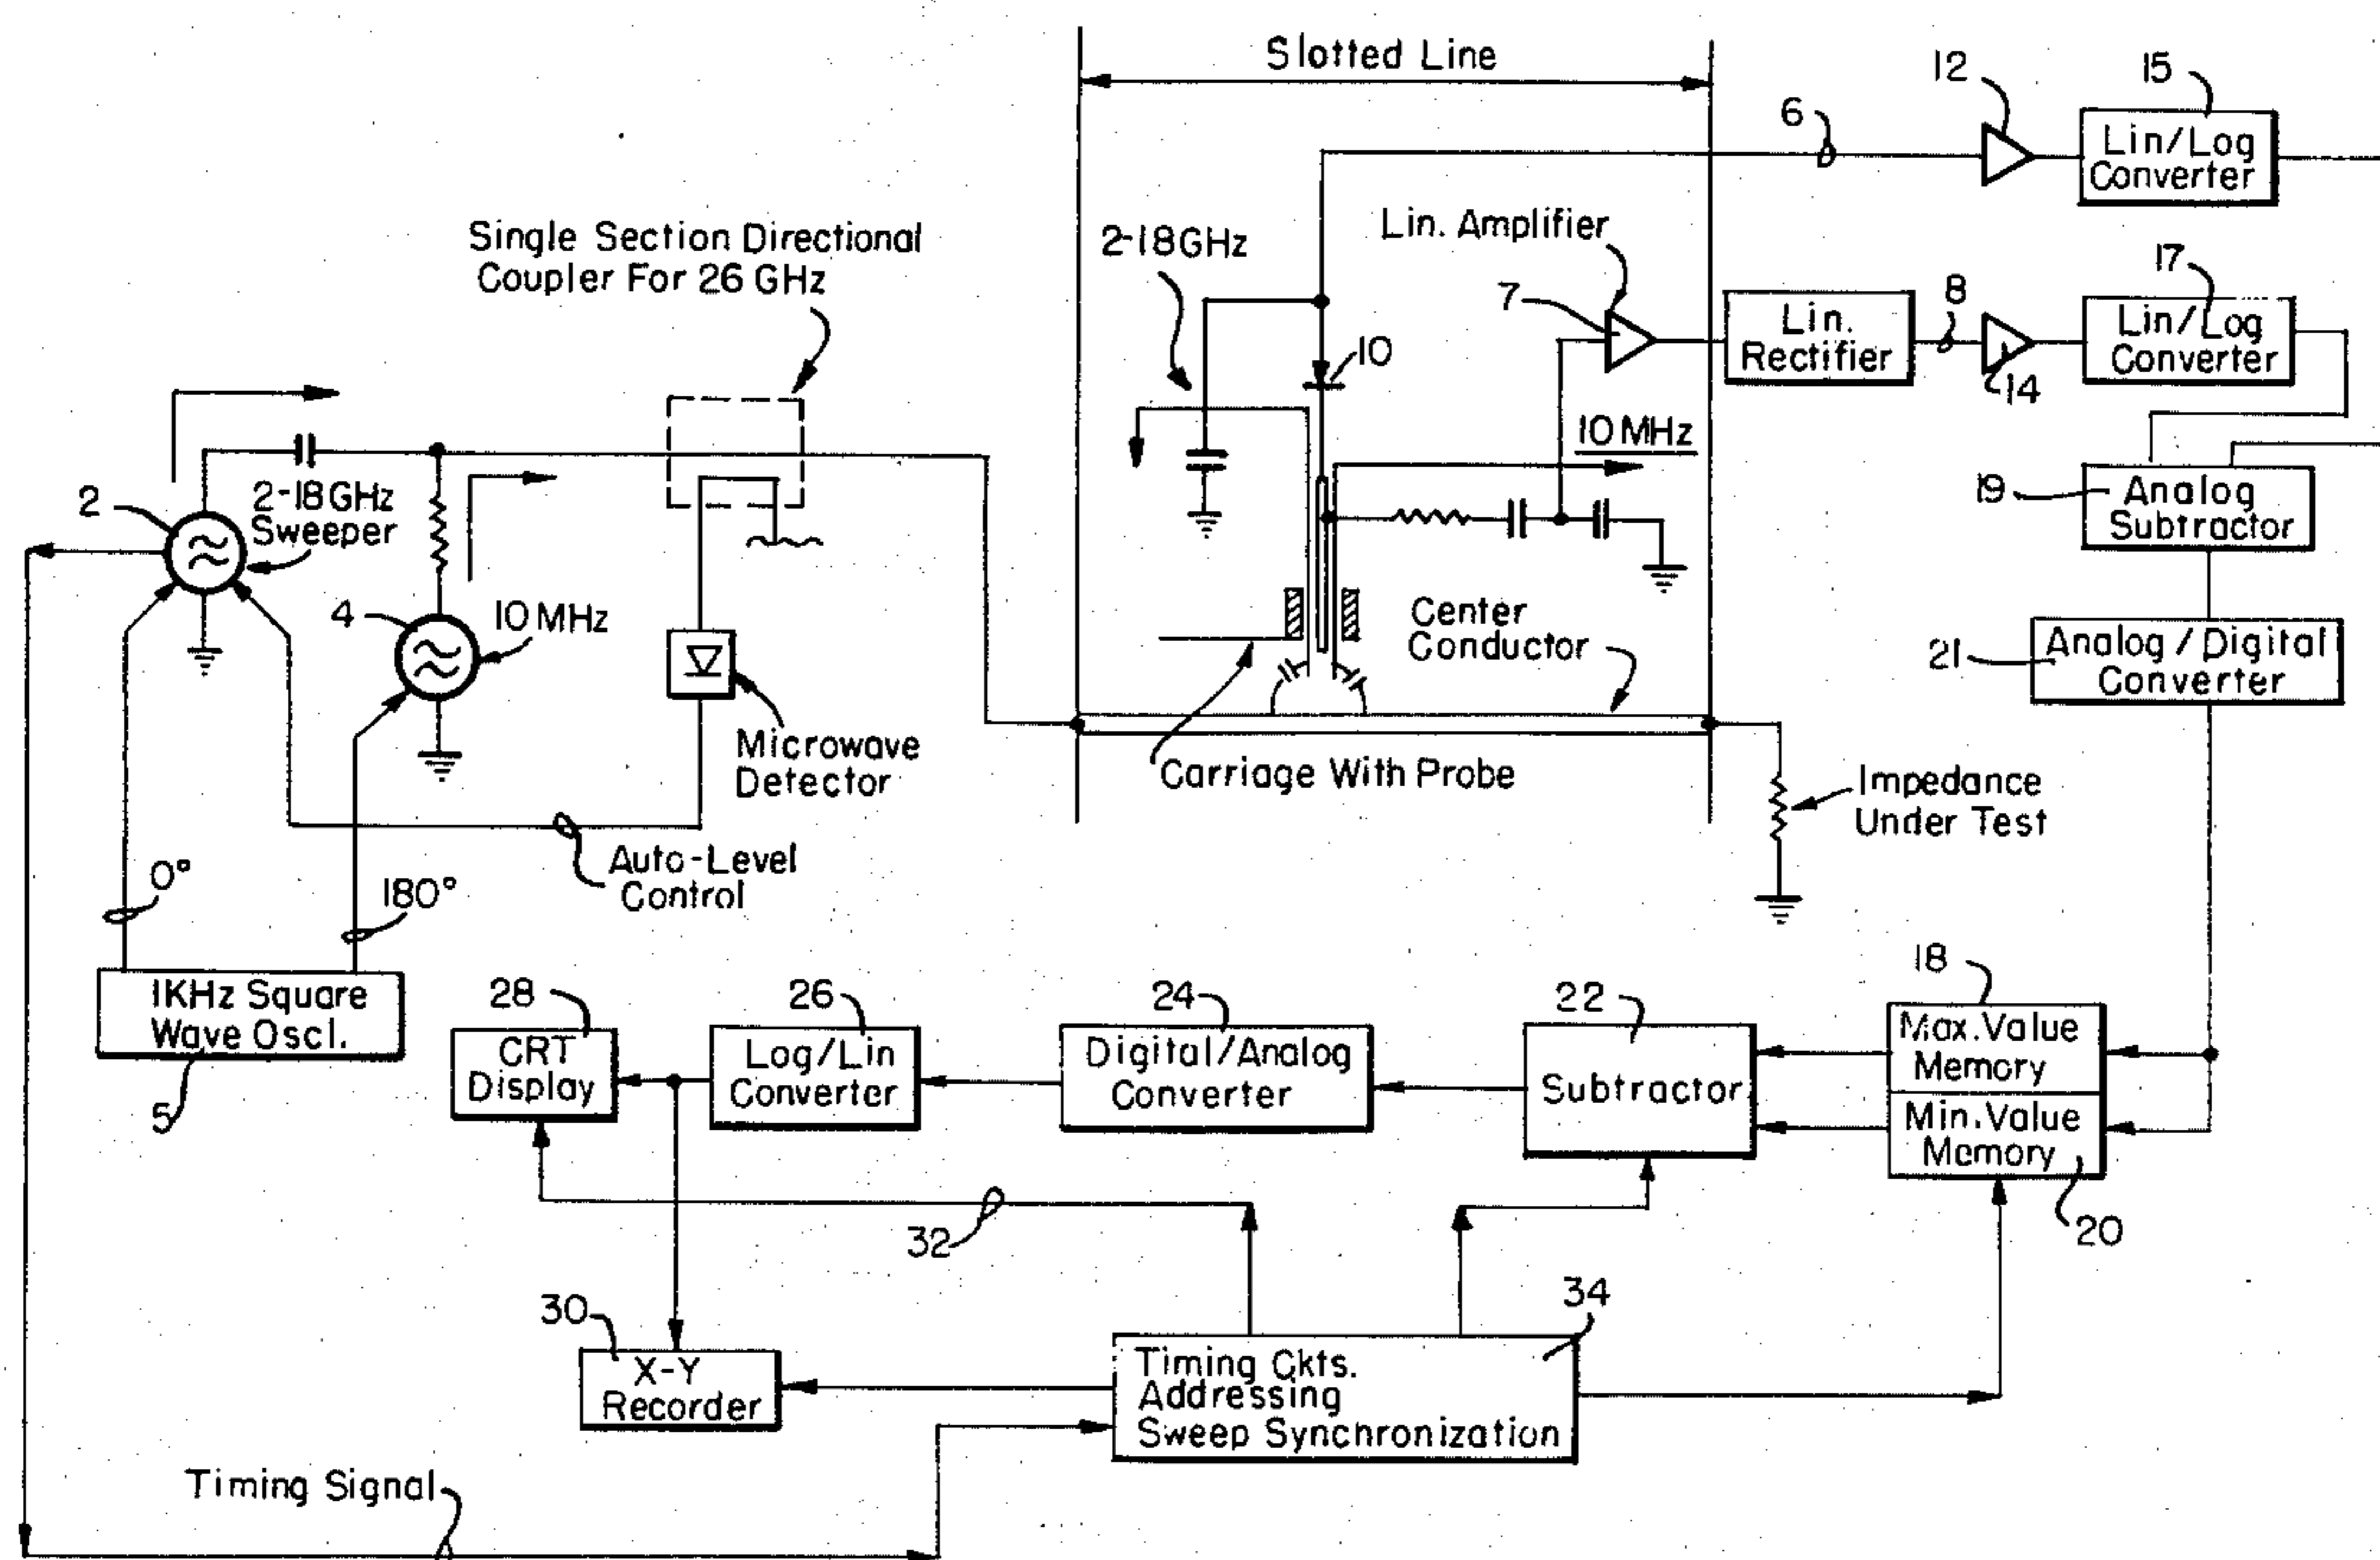 Slotted Line
12
15
6
Lin/Log
Converter
Single Section Directional
Coupler For 26 GHz
2-18GHz
Lin. Amplifier
7
10
Lin.
Rectifier
8
14
17
Lin/Log
Converter
10 MHz
2
2-18GHz
Sweeper
4
10 MHz
19
Analog
Subtractor
Center
Conductor
21
Analog / Digital
Converter
Microwave
Detector
Carriage With Probe
Impedance
Under Test
Auto-Level
Control
0°
180°
1KHz Square
Wave Oscl.
5
28
CRT
Display
26
Log/Lin
Converter
24
Digital/Analog
Converter
22
Subtractor
18
Max. Value
Memory
Min. Value
Memory
20
32
30
X-Y
Recorder
34
Timing Ckts.
Addressing
Sweep Synchronization
Timing Signal